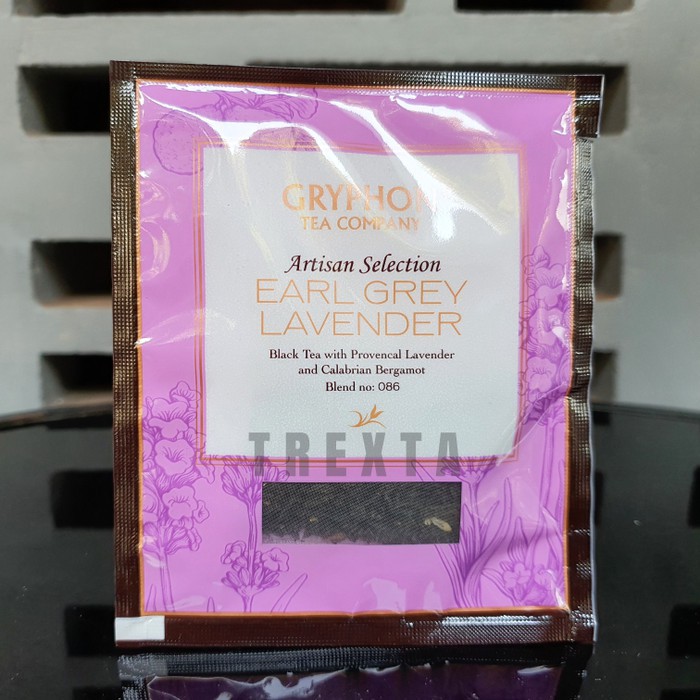 GRYPHON
TEA COMPANY
Artisan Selection
EARL GREY
LAVENDER
Black Tea with Provencal Lavender
and Calabrian Bergamot
Blend no: 086
TREXTA